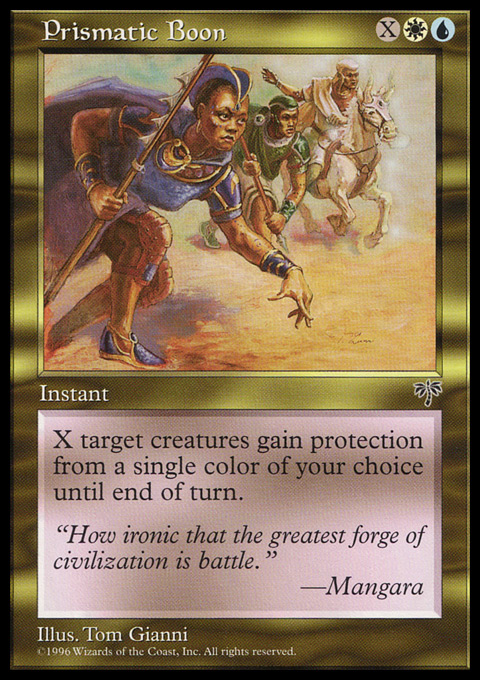 Prismatic Boon
X
Instant
X target creatures gain protection
from a single color of your choice
until end of turn.
“How ironic that the greatest forge of
civilization is battle.”
—Mangara
Illus. Tom Gianni
©1996 Wizards of the Coast, Inc. All rights reserved.